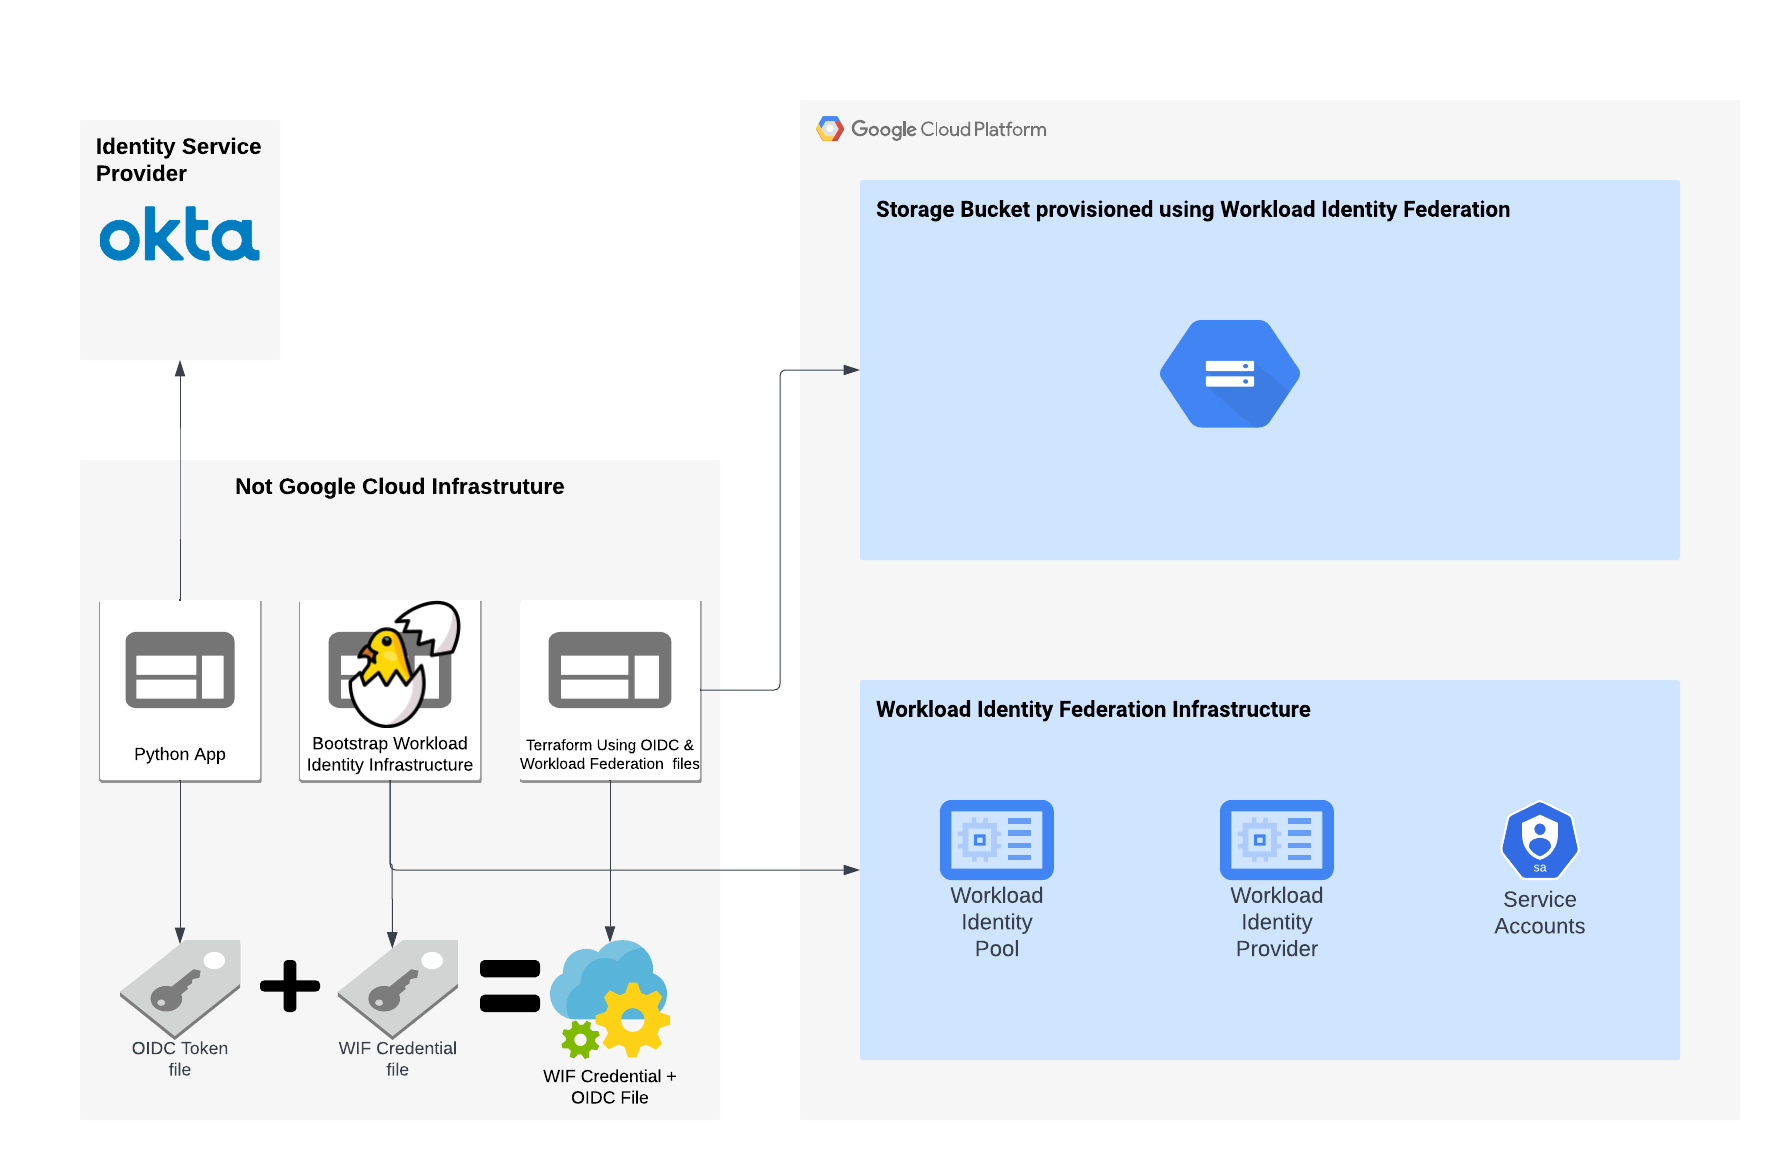 Identity Service
Provider
okta
Google Cloud Platform
Storage Bucket provisioned using Workload Identity Federation
Not Google Cloud Infrastruture
Python App
Bootstrap Workload
Identity Infrastructure
Terraform Using OIDC &
Workload Federation files
Workload Identity Federation Infrastructure
Workload
Identity
Pool
Workload
Identity
Provider
sa
Service
Accounts
OIDC Token
file
WIF Credential
file
WIF Credential +
OIDC File